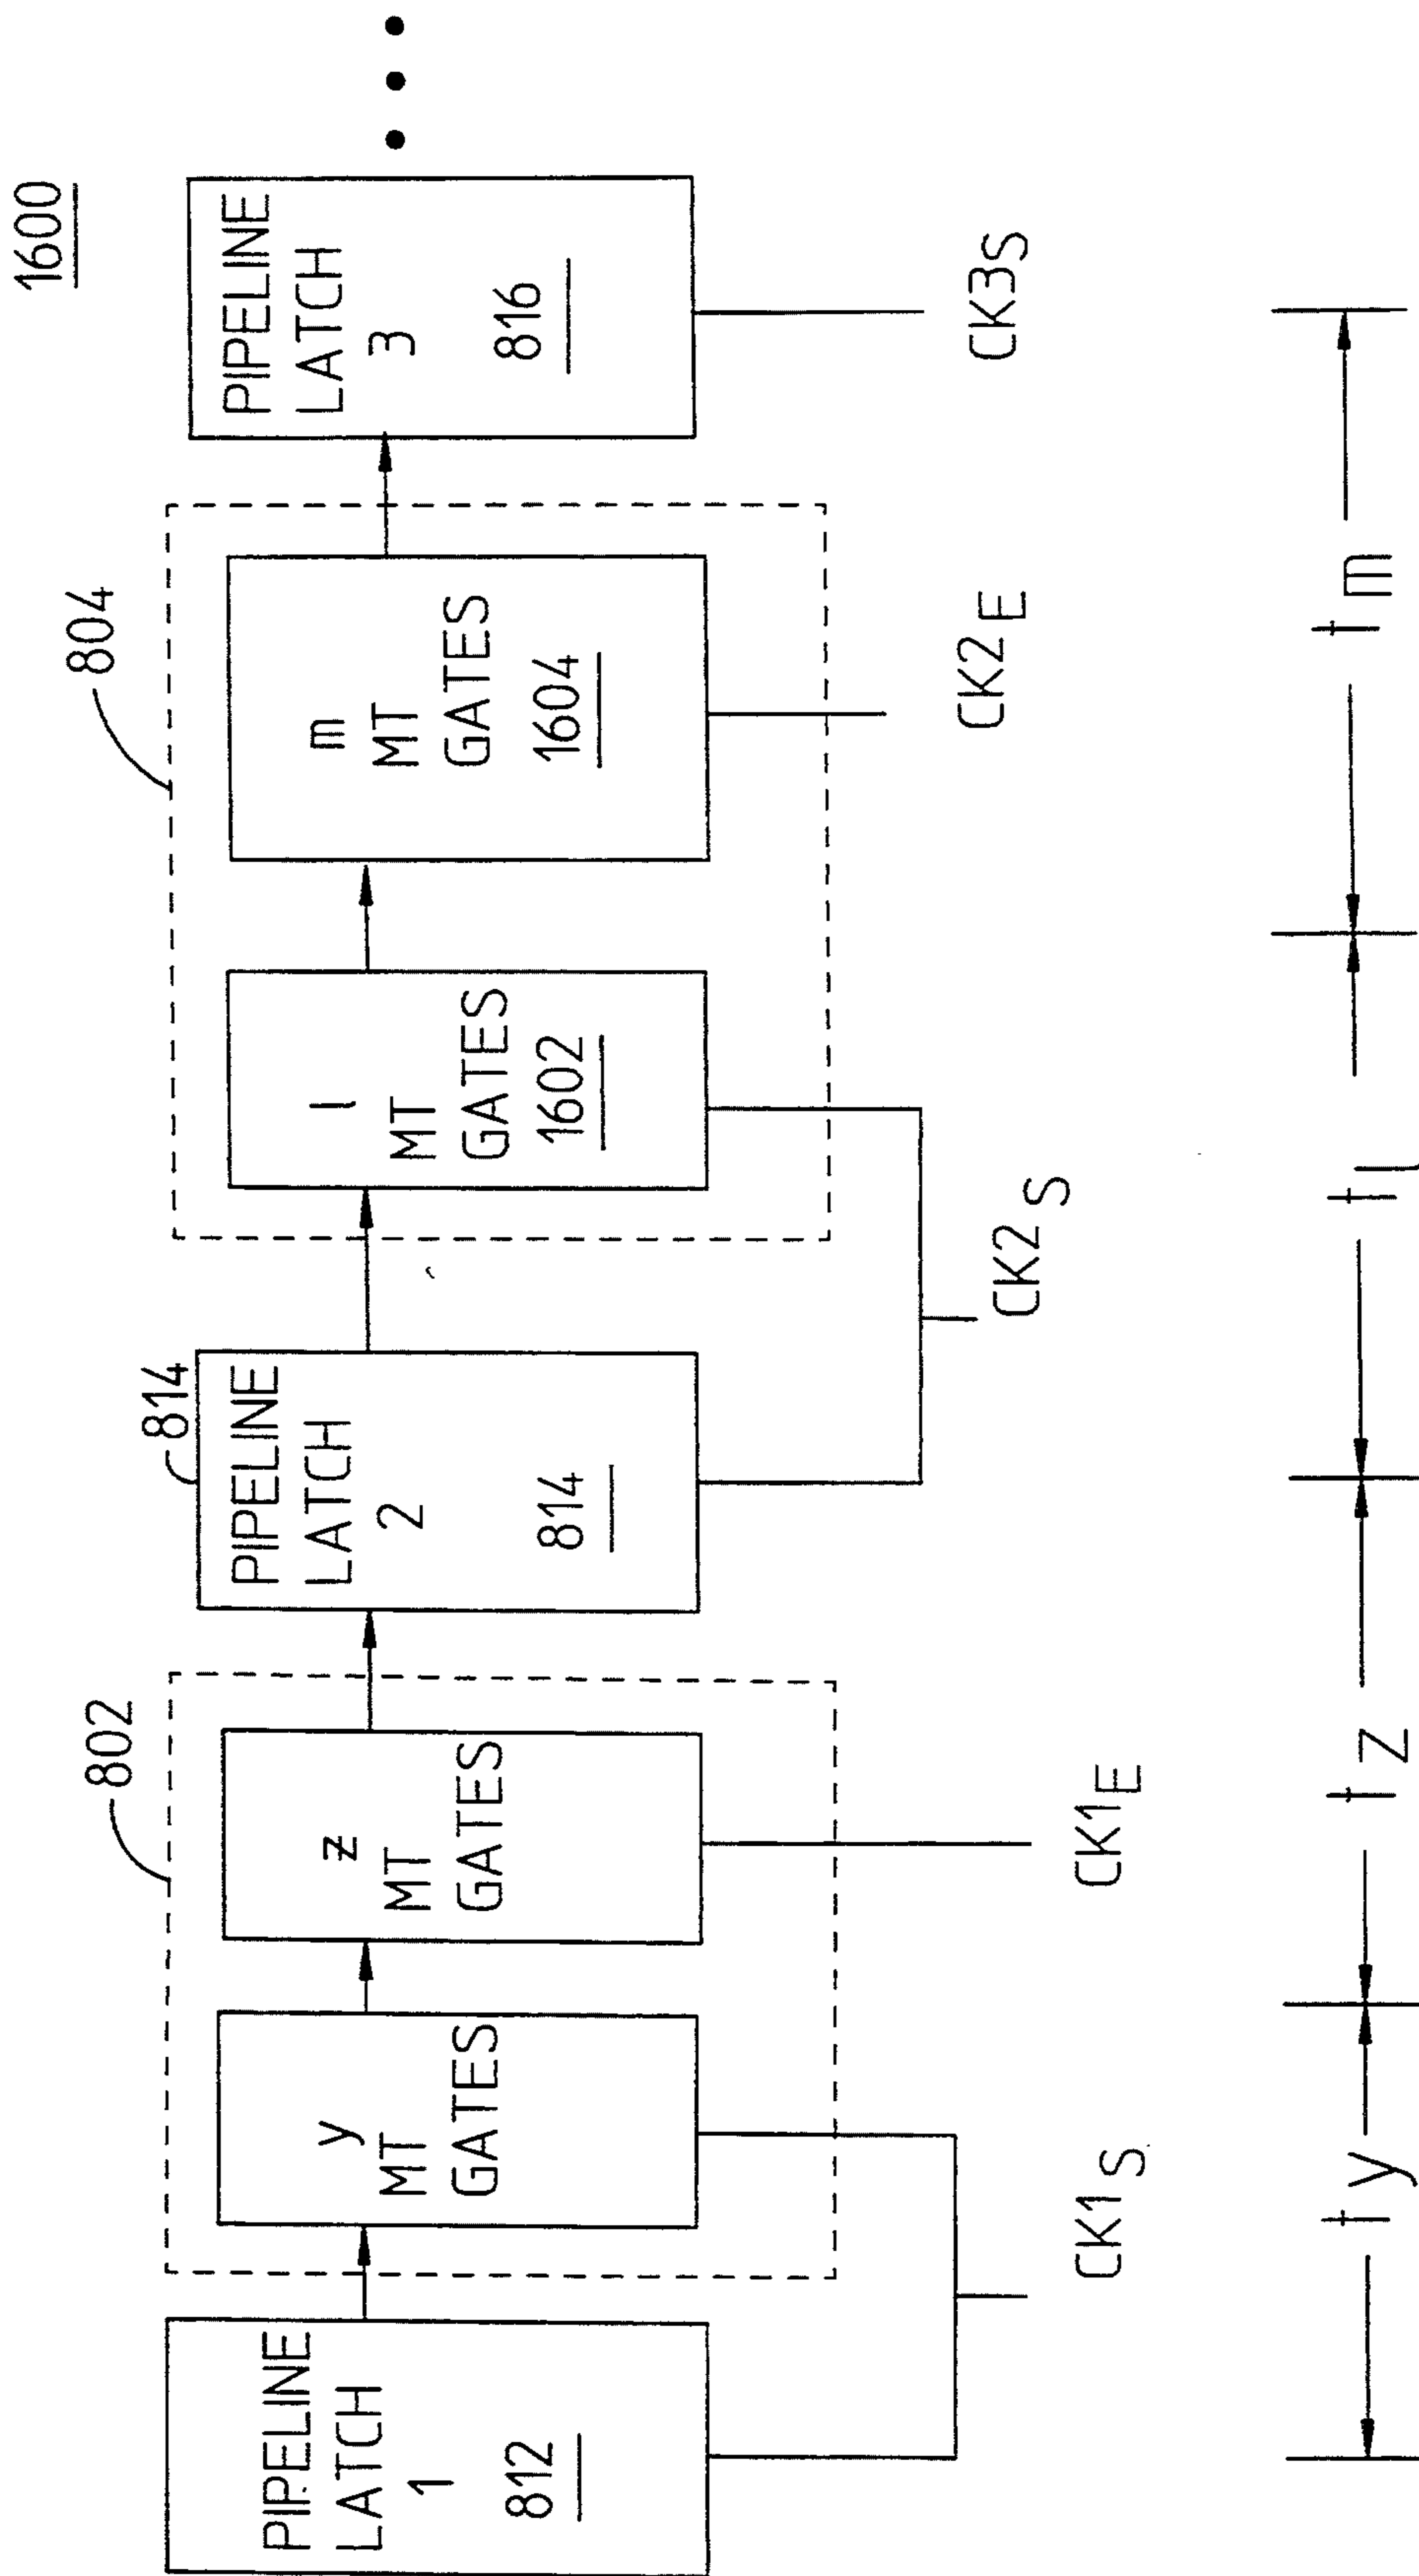 1600
802
814
804
PIPELINE
LATCH
1
812
y
MT
GATES
z
MT
GATES
PIPELINE
LATCH
2
814
l
MT
GATES
1602
m
MT
GATES
1604
PIPELINE
LATCH
3
816
CK1S
CK1E
CK2S
CK2E
CK3S
ty
tz
tl
tm